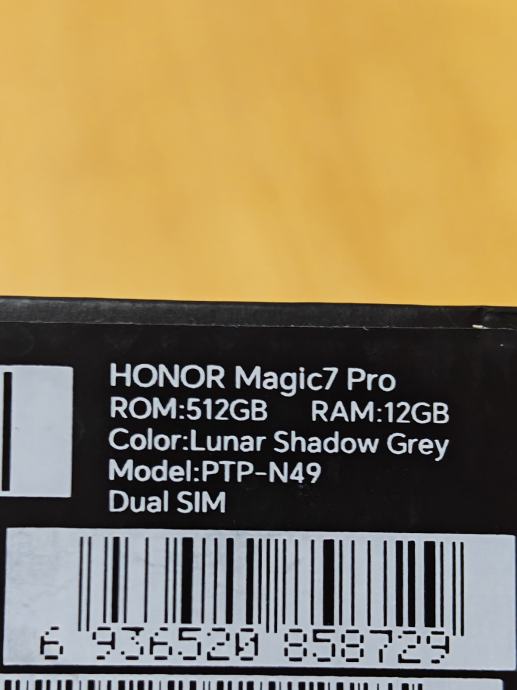 HONOR Magic7 Pro
ROM:512GB RAM:12GB
Color:Lunar Shadow Grey
Model:PTP-N49
Dual SIM
6 936520 858729